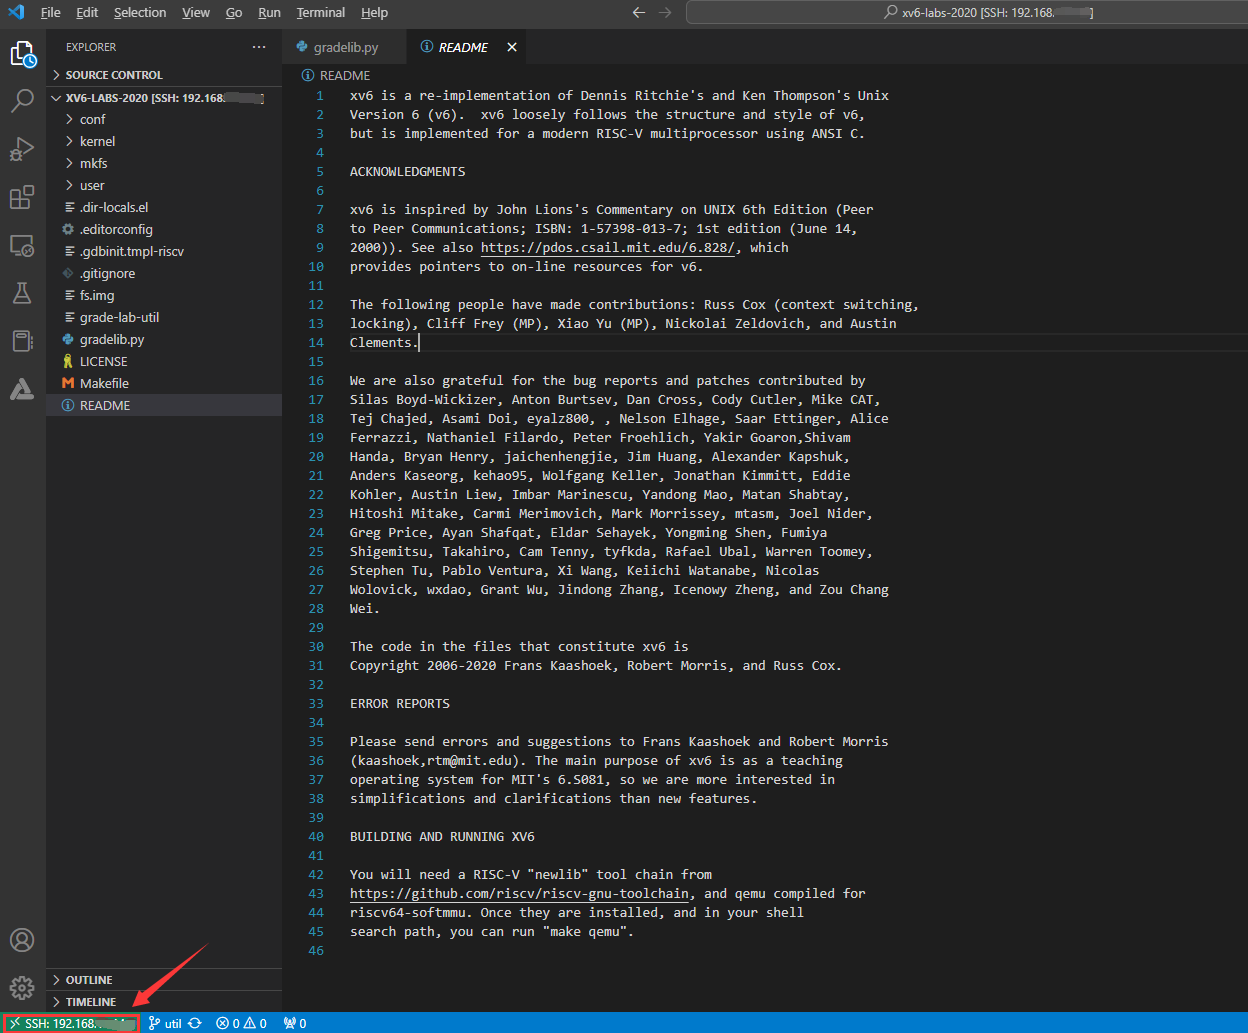 File Edit Selection View Go Run Terminal Help
xv6-labs-2020 [SSH: 192.168. ]
EXPLORER
SOURCE CONTROL
XV6-LABS-2020 [SSH: 192.168. ]
conf
kernel
mkfs
user
.dir-locals.el
.editorconfig
.gdbinit.tmpl-riscv
.gitignore
fs.img
grade-lab-util
gradelib.py
LICENSE
Makefile
README
OUTLINE
TIMELINE
gradelib.py README
README
1 xv6 is a re-implementation of Dennis Ritchie's and Ken Thompson's Unix
2 Version 6 (v6).  xv6 loosely follows the structure and style of v6,
3 but is implemented for a modern RISC-V multiprocessor using ANSI C.
4
5 ACKNOWLEDGMENTS
6
7 xv6 is inspired by John Lions's Commentary on UNIX 6th Edition (Peer
8 to Peer Communications; ISBN: 1-57398-013-7; 1st edition (June 14,
9 2000)). See also https://pdos.csail.mit.edu/6.828/, which
10 provides pointers to on-line resources for v6.
11
12 The following people have made contributions: Russ Cox (context switching,
13 locking), Cliff Frey (MP), Xiao Yu (MP), Nickolai Zeldovich, and Austin
14 Clements.
15
16 We are also grateful for the bug reports and patches contributed by
17 Silas Boyd-Wickizer, Anton Burtsev, Dan Cross, Cody Cutler, Mike CAT,
18 Tej Chajed, Asami Doi, eyalz800, , Nelson Elhage, Saar Ettinger, Alice
19 Ferrazzi, Nathaniel Filardo, Peter Froehlich, Yakir Goaron,Shivam
20 Handa, Bryan Henry, jaichenhengjie, Jim Huang, Alexander Kapshuk,
21 Anders Kaseorg, kehao95, Wolfgang Keller, Jonathan Kimmitt, Eddie
22 Kohler, Austin Liew, Imbar Marinescu, Yandong Mao, Matan Shabtay,
23 Hitoshi Mitake, Carmi Merimovich, Mark Morrissey, mtasm, Joel Nider,
24 Greg Price, Ayan Shafqat, Eldar Sehayek, Yongming Shen, Fumiya
25 Shigemitsu, Takahiro, Cam Tenny, tyfkda, Rafael Ubal, Warren Toomey,
26 Stephen Tu, Pablo Ventura, Xi Wang, Keiichi Watanabe, Nicolas
27 Wolovick, wxdao, Grant Wu, Jindong Zhang, Icenowy Zheng, and Zou Chang
28 Wei.
29
30 The code in the files that constitute xv6 is
31 Copyright 2006-2020 Frans Kaashoek, Robert Morris, and Russ Cox.
32
33 ERROR REPORTS
34
35 Please send errors and suggestions to Frans Kaashoek and Robert Morris
36 (kaashoek,rtm@mit.edu). The main purpose of xv6 is as a teaching
37 operating system for MIT's 6.S081, so we are more interested in
38 simplifications and clarifications than new features.
39
40 BUILDING AND RUNNING XV6
41
42 You will need a RISC-V "newlib" tool chain from
43 https://github.com/riscv/riscv-gnu-toolchain, and qemu compiled for
44 riscv64-softmmu. Once they are installed, and in your shell
45 search path, you can run "make qemu".
46
SSH: 192.168. util 0 0 0